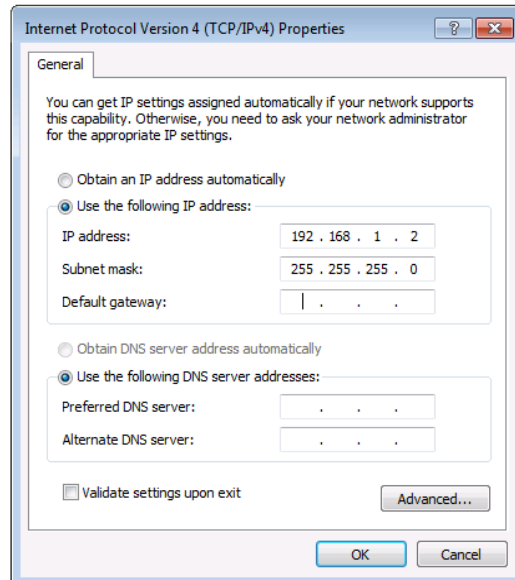 Internet Protocol Version 4 (TCP/IPv4) Properties
General
You can get IP settings assigned automatically if your network supports
this capability. Otherwise, you need to ask your network administrator
for the appropriate IP settings.
Obtain an IP address automatically
Use the following IP address:
IP address: 192 . 168 . 1 . 2
Subnet mask: 255 . 255 . 255 . 0
Default gateway: . . .
Obtain DNS server address automatically
Use the following DNS server addresses:
Preferred DNS server: . . .
Alternate DNS server: . . .
Validate settings upon exit
Advanced...
OK Cancel